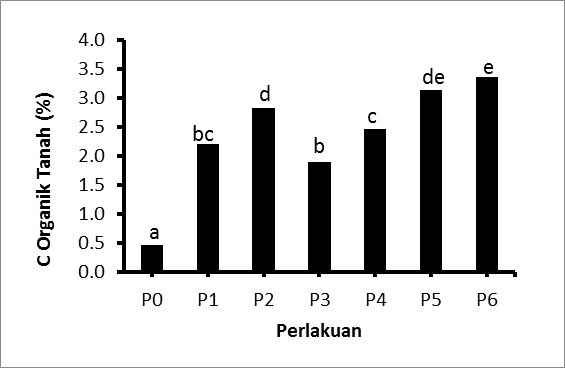 C Organik Tanah (%)
4.0
3.5
3.0
2.5
2.0
1.5
1.0
0.5
0.0
a
bc
d
b
c
de
e
P0 P1 P2 P3 P4 P5 P6
Perlakuan